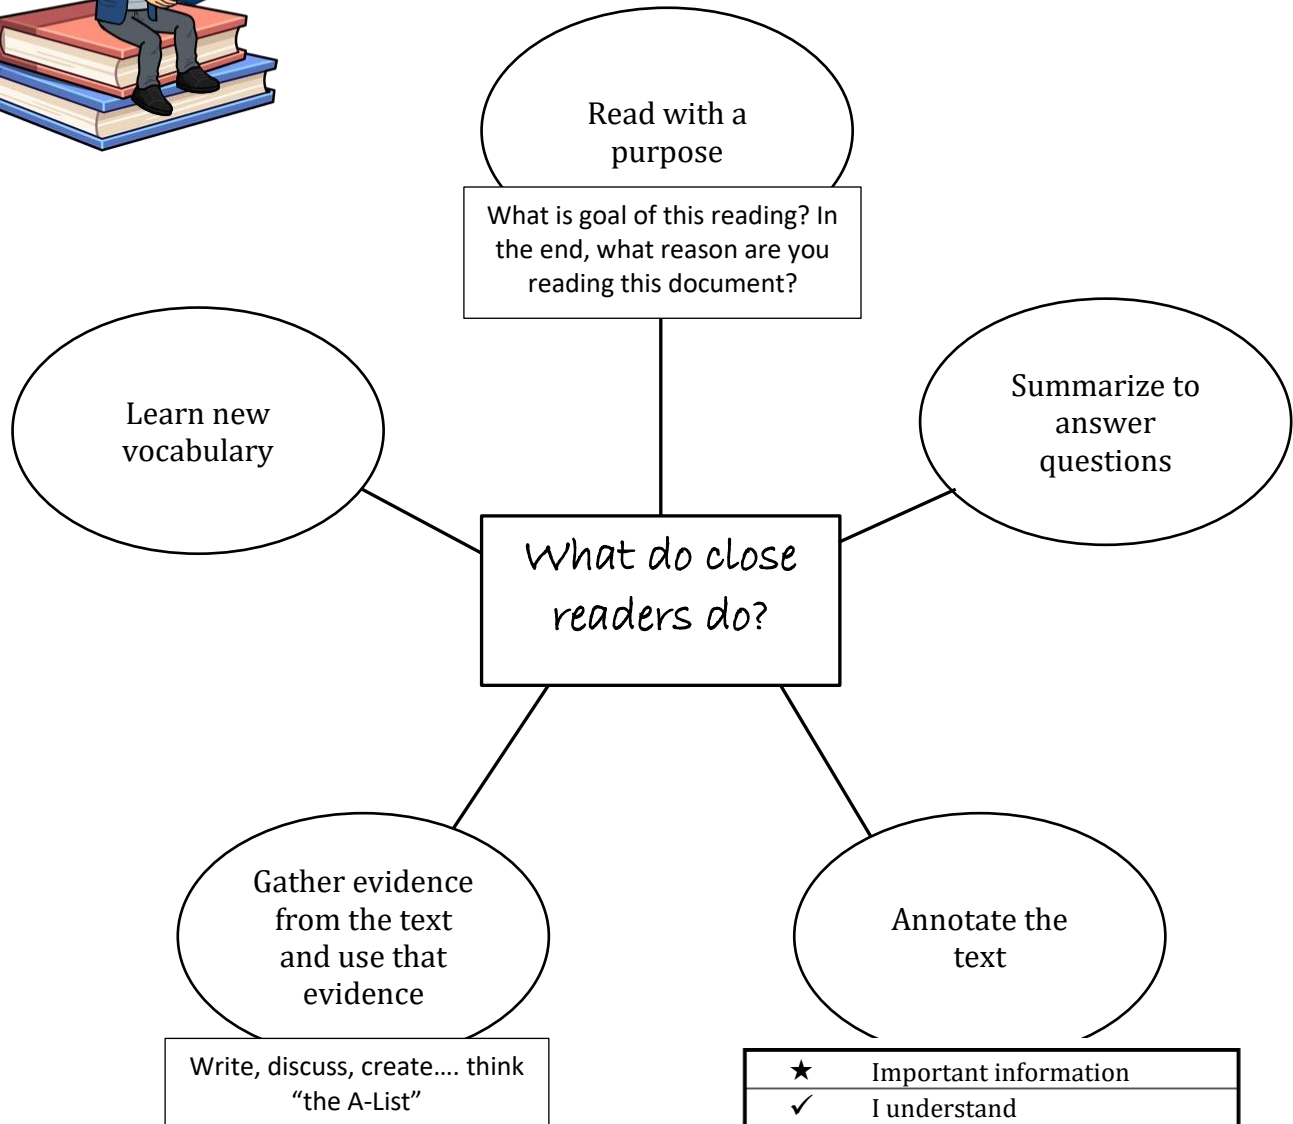 Read with a
purpose
What is goal of this reading? In
the end, what reason are you
reading this document?
Learn new
vocabulary
Summarize to
answer
questions
What do close
readers do?
Gather evidence
from the text
and use that
evidence
Write, discuss, create.... think
“the A-List”
Annotate the
text
★ Important information
✓ I understand